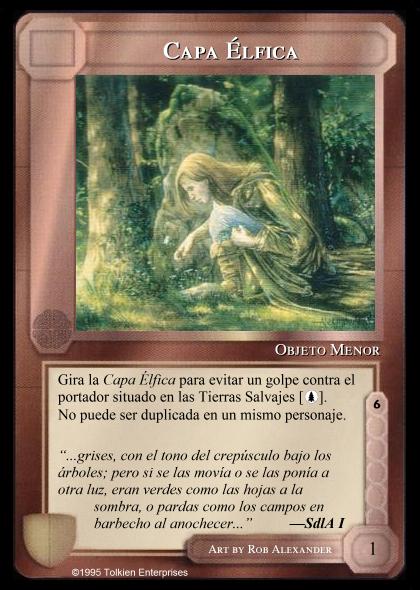 Capa Élfica
Objeto Menor
Gira la Capa Élfica para evitar un golpe contra el
portador situado en las Tierras Salvajes [ ].
No puede ser duplicada en un mismo personaje.
6
“...grises, con el tono del crepúsculo bajo los
árboles; pero si se las movía o se las ponía a
otra luz, eran verdes como las hojas a la
sombra, o pardas como los campos en
barbecho al anochecer...” —SdlA I
Art by Rob Alexander
1
©1995 Tolkien Enterprises